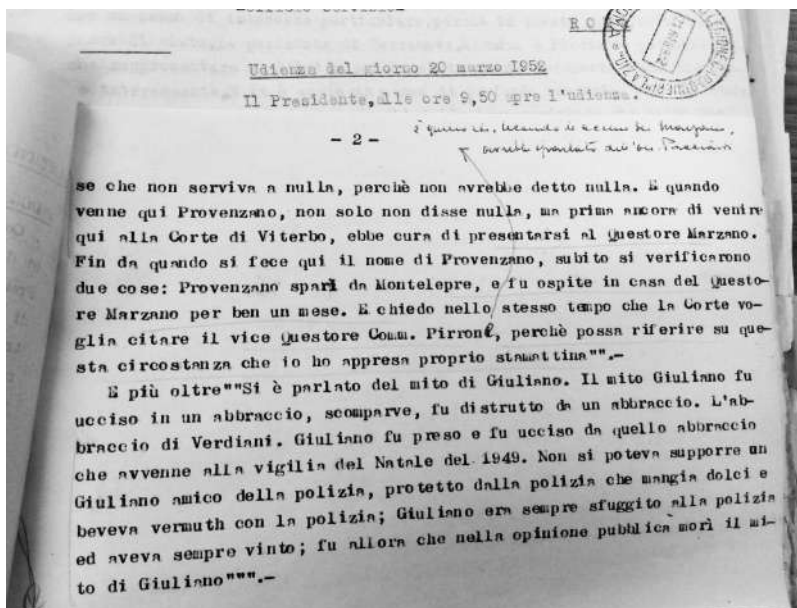 R O
Udienza del giorno 20 marzo 1952
Il Presidente,alle ore 9,50 apre l'udienza.
- 2 -
se che non serviva a nulla, perchè non avrebbe detto nulla. E quando
venne qui Provenzano, non solo non disse nulla, ma prima ancora di venire
qui alla Corte di Viterbo, ebbe cura di presentarsi al Questore Marzano.
Fin da quando si fece qui il nome di Provenzano, subito si verificarono
due cose: Provenzano sparì da Montelepre, e fu ospite in casa del Questo-
re Marzano per ben un mese. E chiedo nello stesso tempo che la Corte vo-
glia citare il vice Questore Comm. Pirrone, perchè possa riferire su que-
sta circostanza che io ho appresa proprio stamattina"".-
E più oltre""Si è parlato del mito di Giuliano. Il mito Giuliano fu
ucciso in un abbraccio, scomparve, fu distrutto da un abbraccio. L'ab-
braccio di Verdiani. Giuliano fu preso e fu ucciso da quello abbraccio
che avvenne alla vigilia del Natale del 1949. Non si poteva supporre un
Giuliano amico della polizia, protetto dalla polizia che mangia dolci e
beveva vermuth con la polizia; Giuliano era sempre sfuggito alla polizia
ed aveva sempre vinto; fu allora che nella opinione pubblica morì il mi-
to di Giuliano""".-